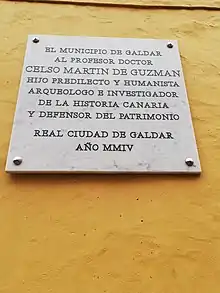 EL MUNICIPIO DE GALDAR
AL PROFESOR DOCTOR
CELSO MARTIN DE GUZMAN
HIJO PREDILECTO Y HUMANISTA
ARQUEOLOGO E INVESTIGADOR
DE LA HISTORIA CANARIA
Y DEFENSOR DEL PATRIMONIO
REAL CIUDAD DE GALDAR
AÑO MMIV